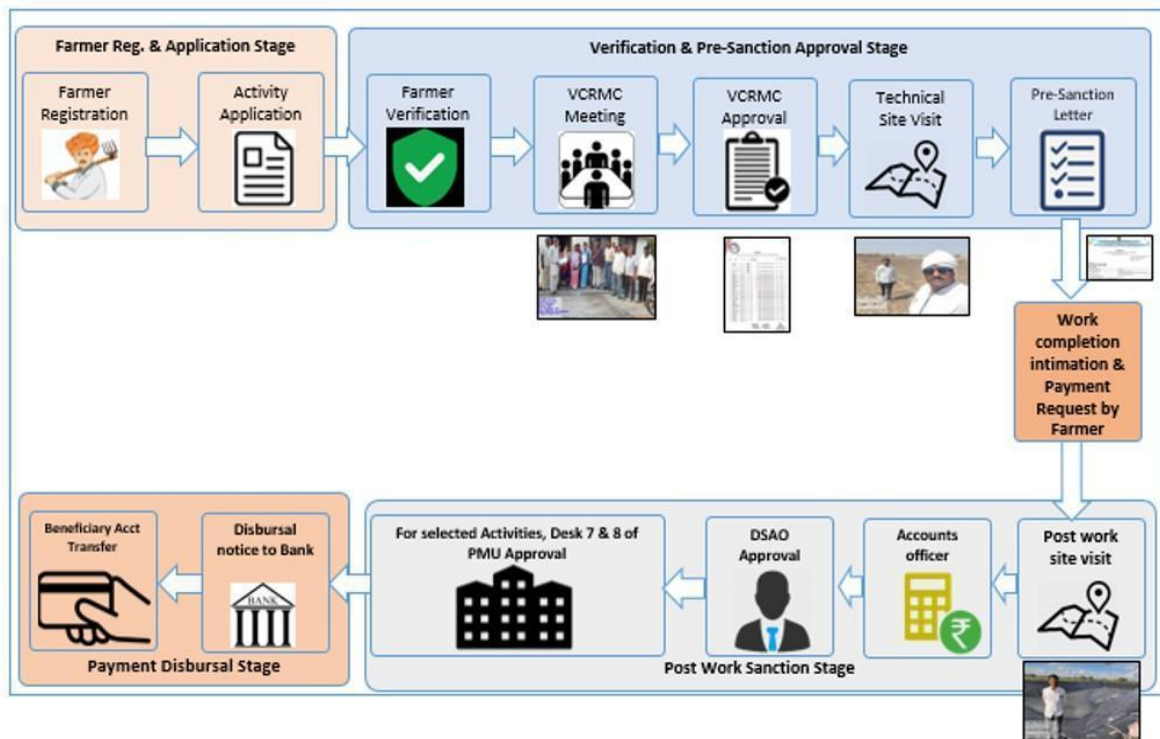 Farmer Reg. & Application Stage
Farmer
Registration
Activity
Application
Verification & Pre-Sanction Approval Stage
Farmer
Verification
VCRMC
Meeting
VCRMC
Approval
Technical
Site Visit
Pre-Sanction
Letter
Work
completion
intimation &
Payment
Request by
Farmer
Post work
site visit
Accounts
officer
₹
DSAO
Approval
For selected Activities, Desk 7 & 8 of
PMU Approval
Post Work Sanction Stage
Disbursal
notice to Bank
BANK
Beneficiary Acct
Transfer
Payment Disbursal Stage